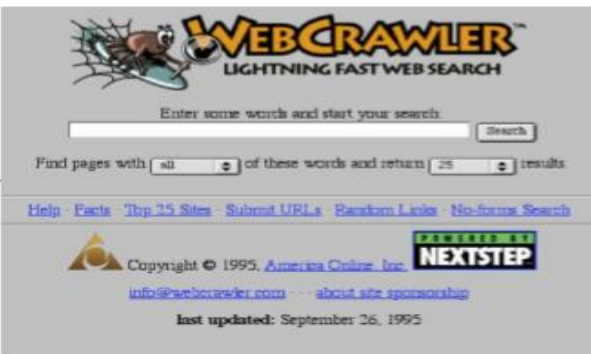 WEBCRAWLER™
LIGHTNING FAST WEB SEARCH
Enter some words and start your search:
Search
Find pages with all of these words and return 25 results.
Help · Facts · Top 25 Sites · Submit URLs · Random Links · No-forms Search
POWERED BY
NEXTSTEP
Copyright © 1995, America Online, Inc.
info@webcrawler.com · · · about site sponsorship
last updated: September 26, 1995